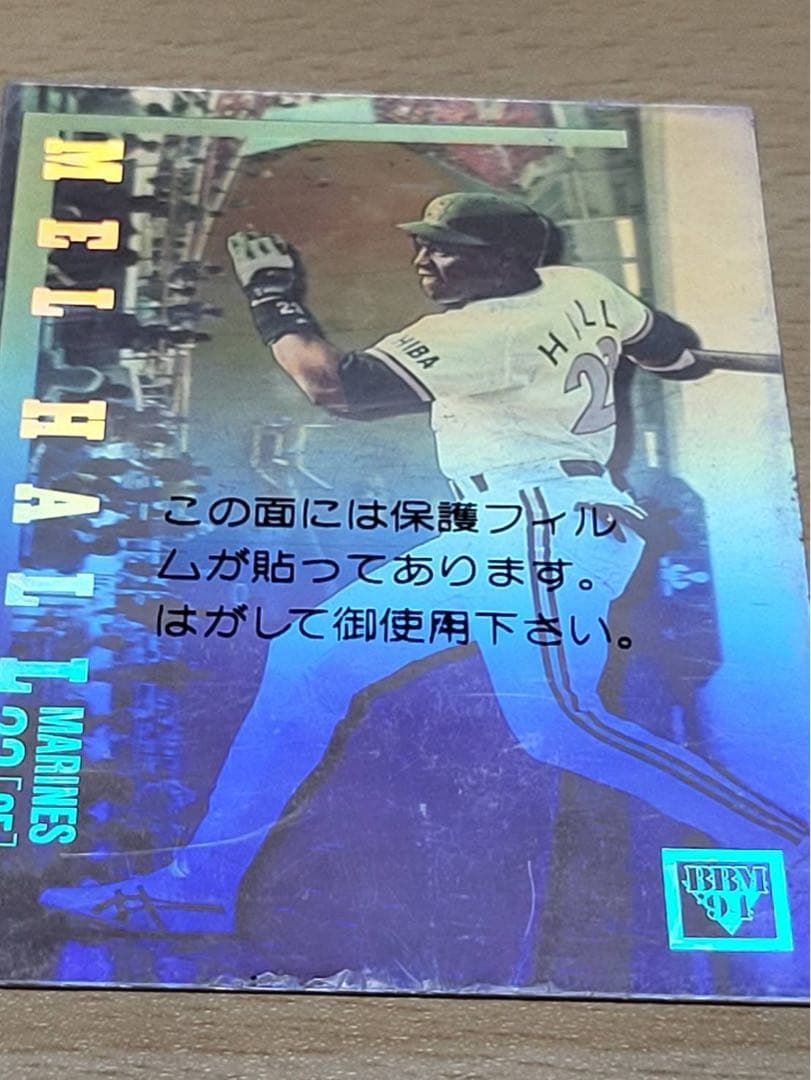 MEL HALL
MARINES
HIBA
HILL
22
この面には保護フィル
ムが貼ってあります。
はがして御使用下さい。
BBM
'94